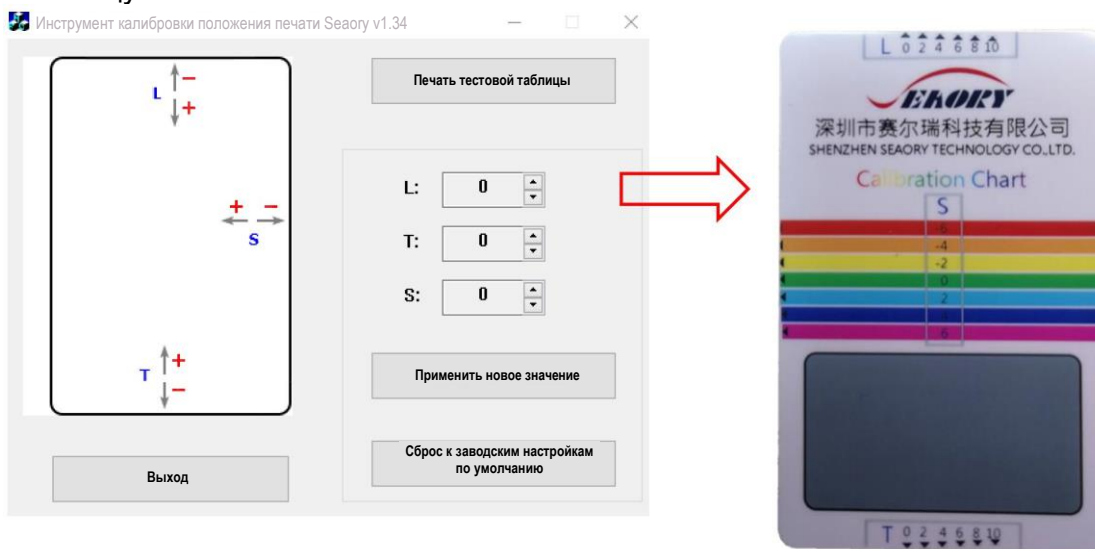 Инструмент калибровки положения печати Seaory v1.34
L
−
+
+ −
S
T
+
−
Выход
Печать тестовой таблицы
L: 0
T: 0
S: 0
Применить новое значение
Сброс к заводским настройкам
по умолчанию
L 0 2 4 6 8 10
SEAORY
深圳市赛尔瑞科技有限公司
SHENZHEN SEAORY TECHNOLOGY CO.,LTD.
Calibration Chart
S
-6
-4
-2
0
2
4
6
T 0 2 4 6 8 10